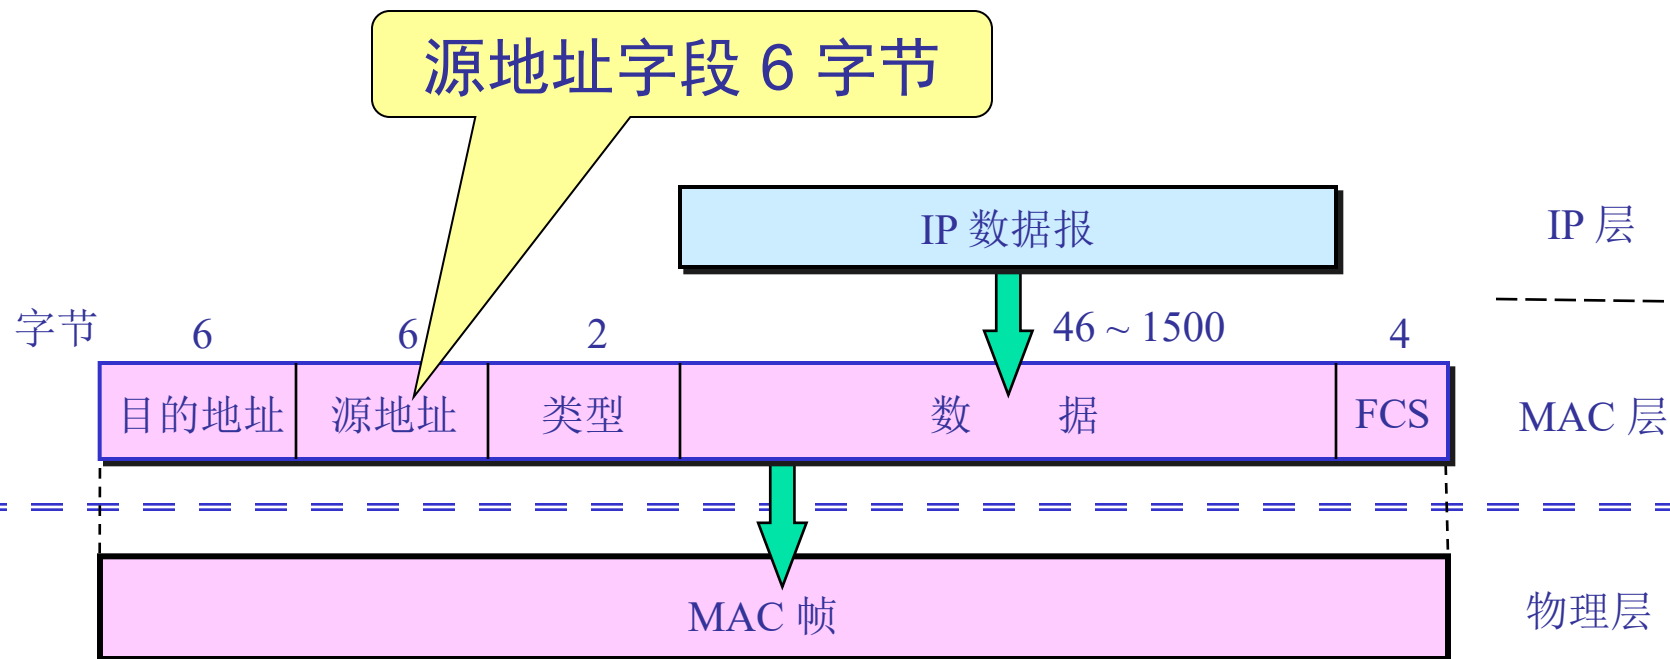 源地址字段 6 字节
IP 数据报
IP 层
字节
6
6
2
46 ~ 1500
4
目的地址
源地址
类型
数 据
FCS
MAC 层
MAC 帧
物理层